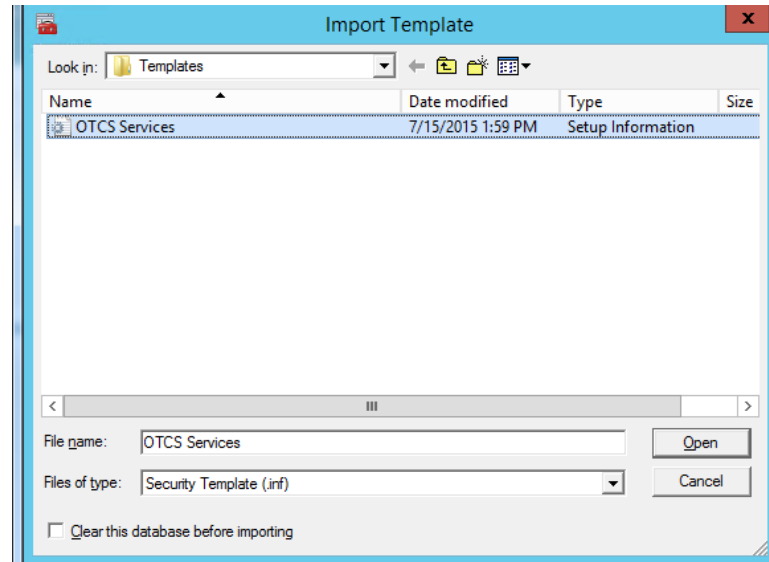 Import Template
x
Look in: Templates
Name Date modified Type Size
OTCS Services 7/15/2015 1:59 PM Setup Information
File name: OTCS Services Open
Files of type: Security Template (.inf) Cancel
Clear this database before importing